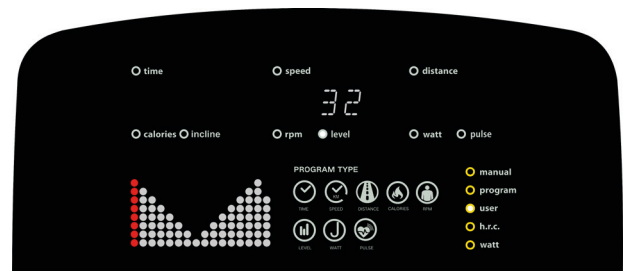 time speed distance
32
calories incline rpm level watt pulse
PROGRAM TYPE
manual
program
TIME SPEED DISTANCE CALORIES RPM
user
h.r.c.
LEVEL WATT PULSE
watt